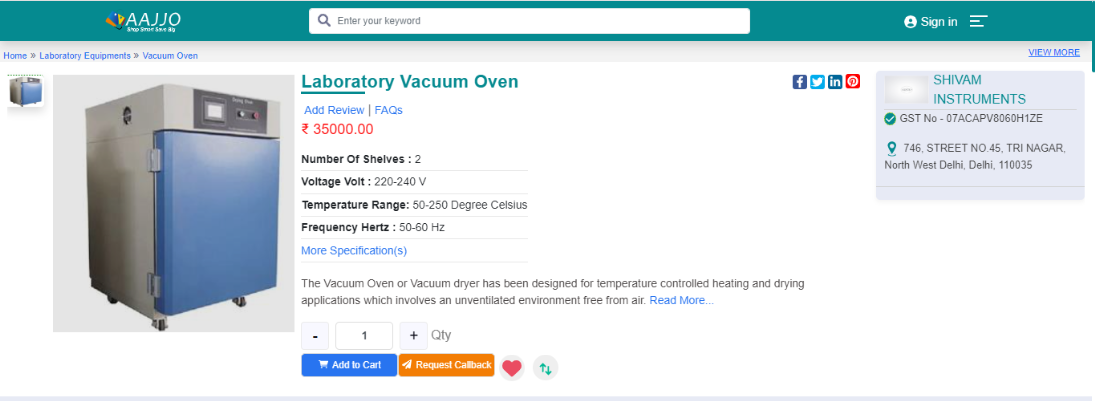 AAJJO
Shop Smart Save Big
Enter your keyword
Sign in
Home » Laboratory Equipments » Vacuum Oven
VIEW MORE
Laboratory Vacuum Oven
Add Review | FAQs
₹ 35000.00
Number Of Shelves : 2
Voltage Volt : 220-240 V
Temperature Range: 50-250 Degree Celsius
Frequency Hertz : 50-60 Hz
More Specification(s)
The Vacuum Oven or Vacuum dryer has been designed for temperature controlled heating and drying
applications which involves an unventilated environment free from air. Read More...
- 1 + Qty
Add to Cart Request Callback
SHIVAM
INSTRUMENTS
GST No - 07ACAPV8060H1ZE
746, STREET NO.45, TRI NAGAR,
North West Delhi, Delhi, 110035